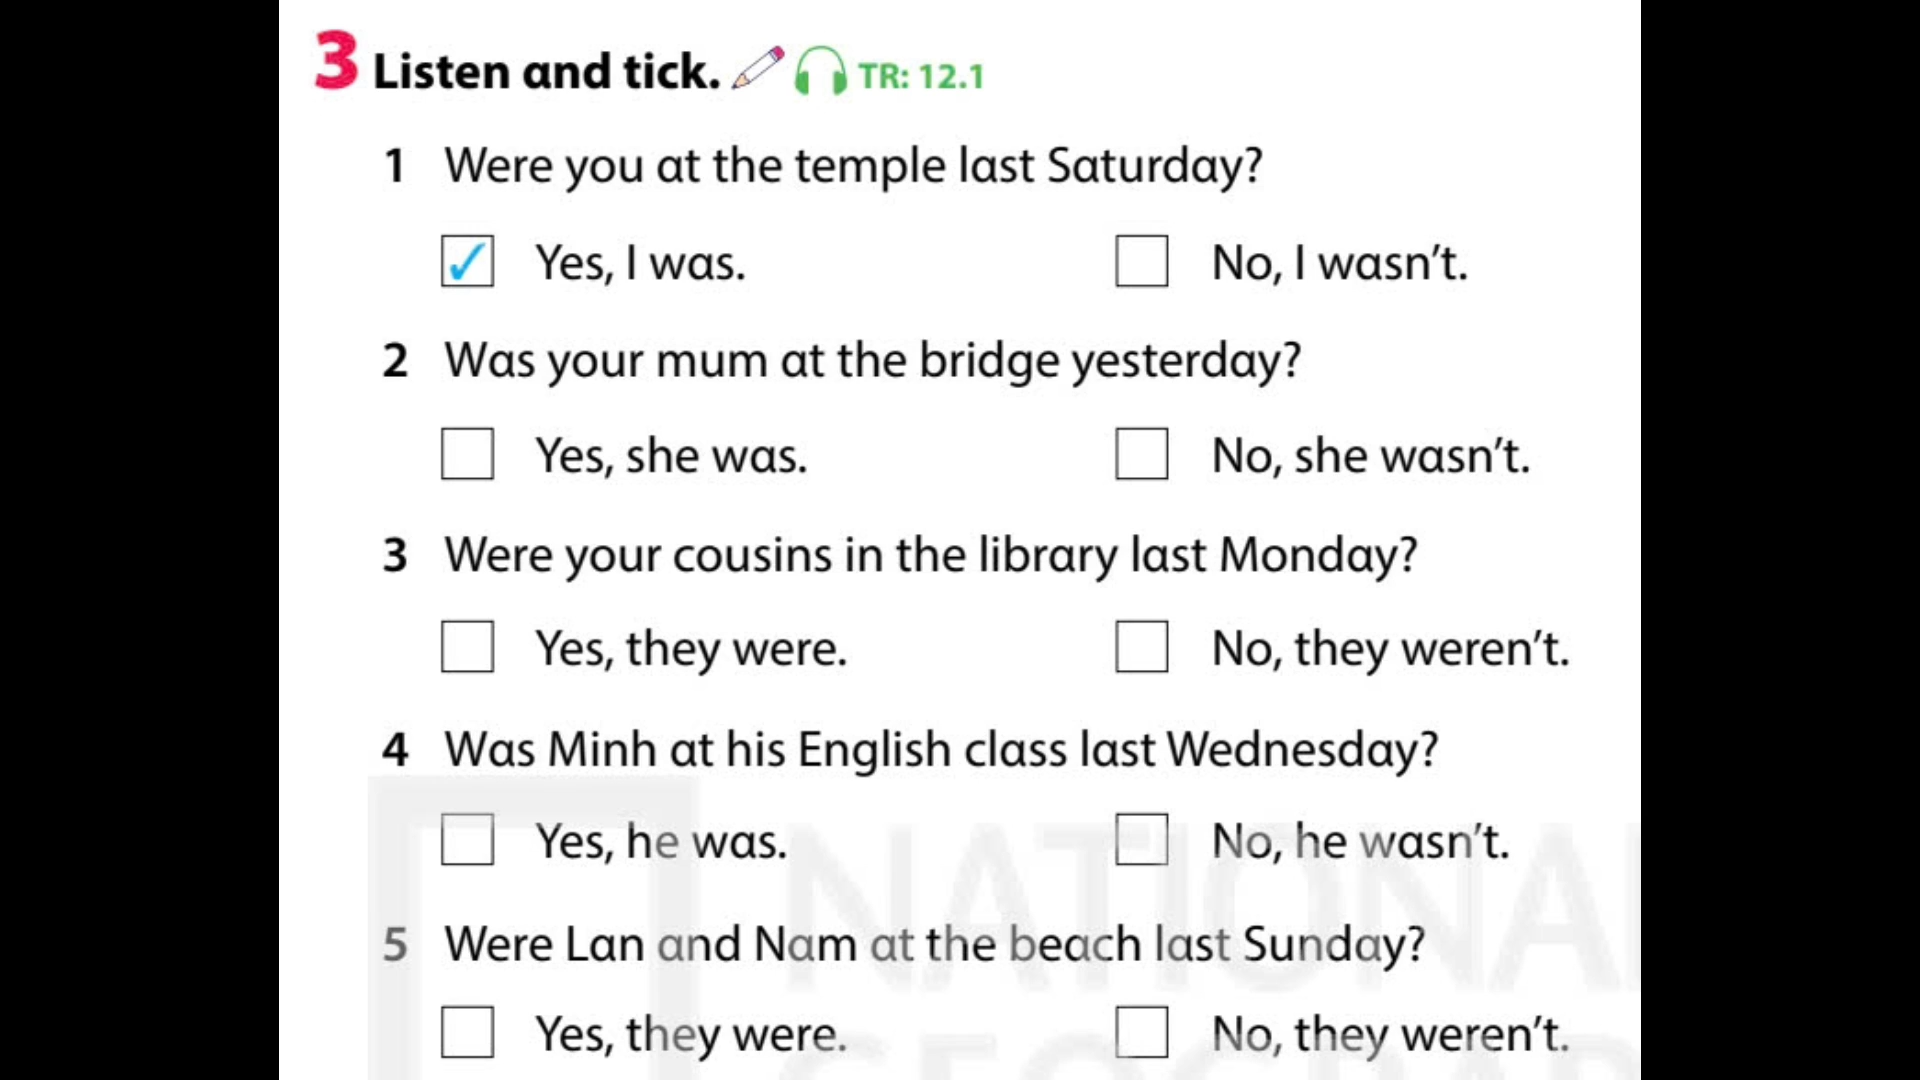 3 Listen and tick. TR: 12.1
1 Were you at the temple last Saturday?
✓ Yes, I was. No, I wasn’t.
2 Was your mum at the bridge yesterday?
Yes, she was. No, she wasn’t.
3 Were your cousins in the library last Monday?
Yes, they were. No, they weren’t.
4 Was Minh at his English class last Wednesday?
Yes, he was. No, he wasn’t.
NATIONAL
5 Were Lan and Nam at the beach last Sunday?
Yes, they were. No, they weren’t.